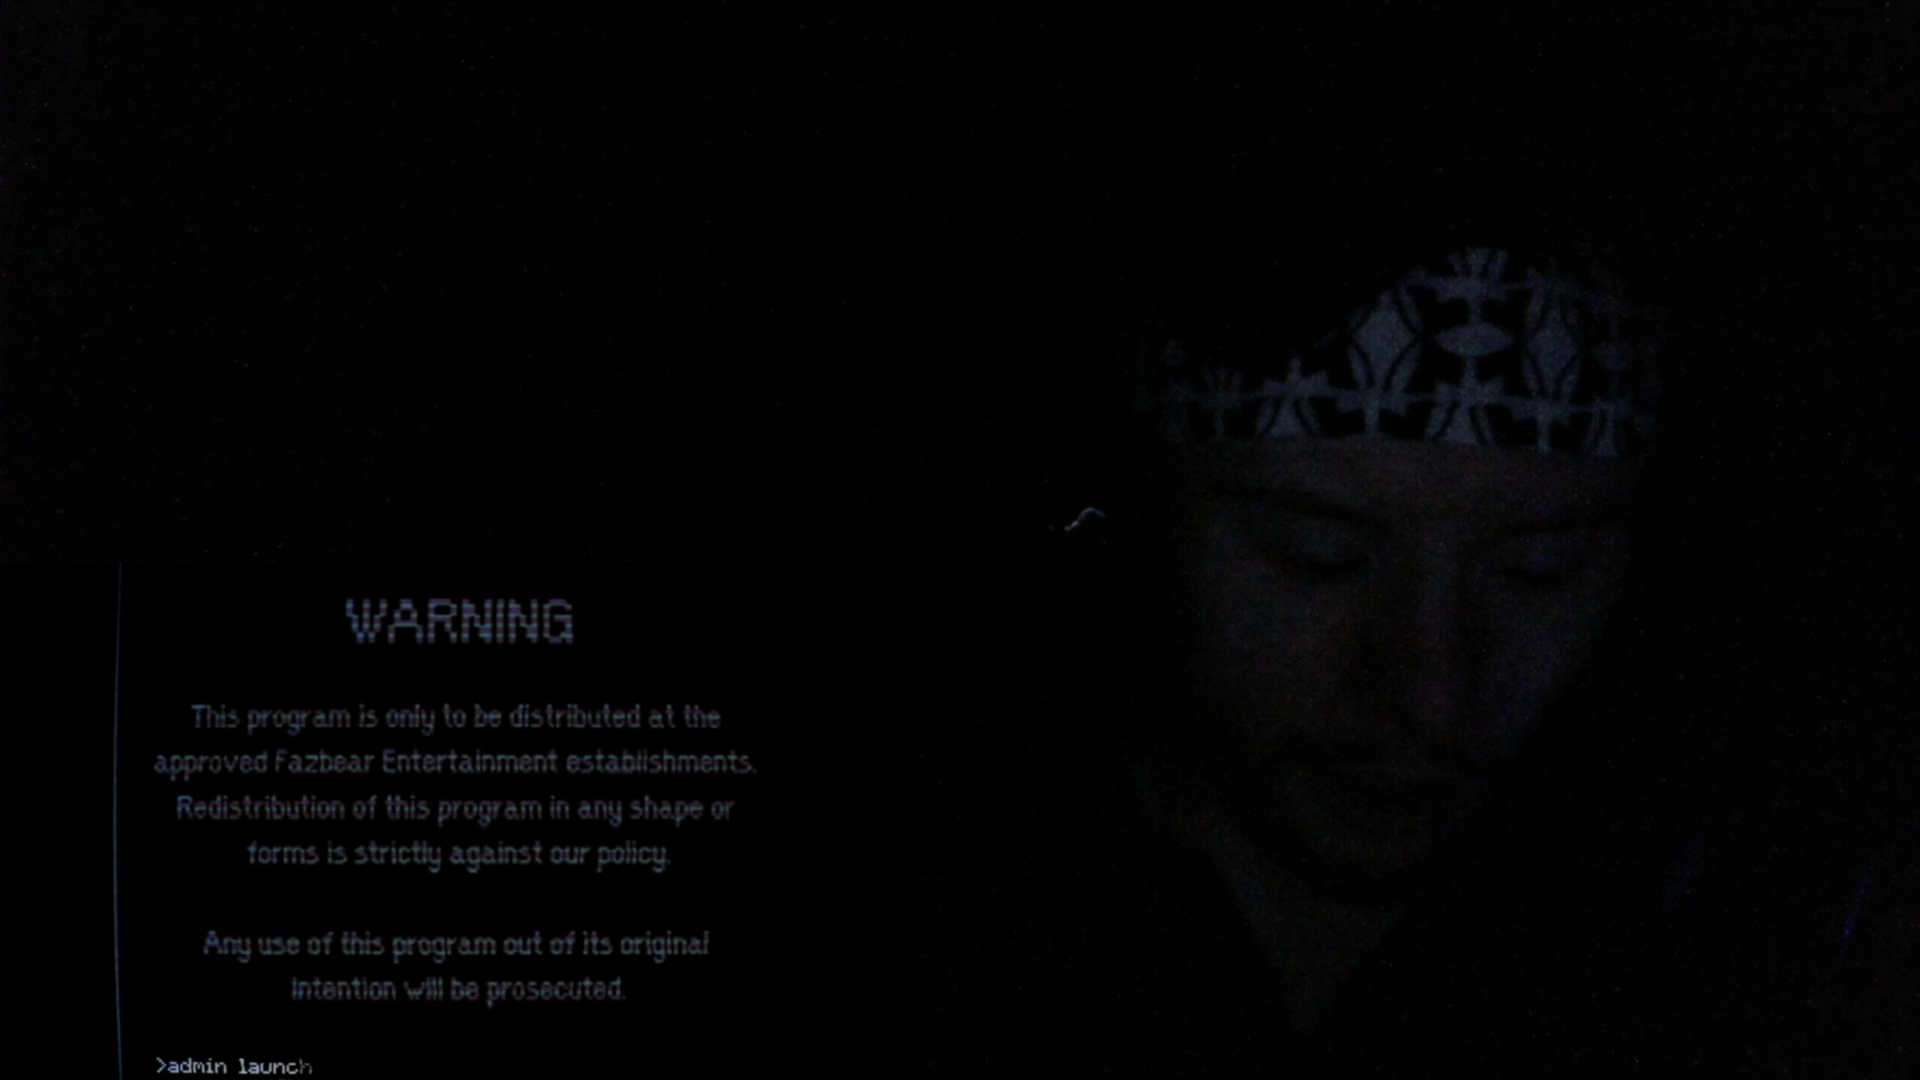 WARNING
This program is only to be distributed at the
approved Fazbear Entertainment establishments.
Redistribution of this program in any shape or
forms is strictly against our policy.
Any use of this program out of its original
intention will be prosecuted.
>admin launch